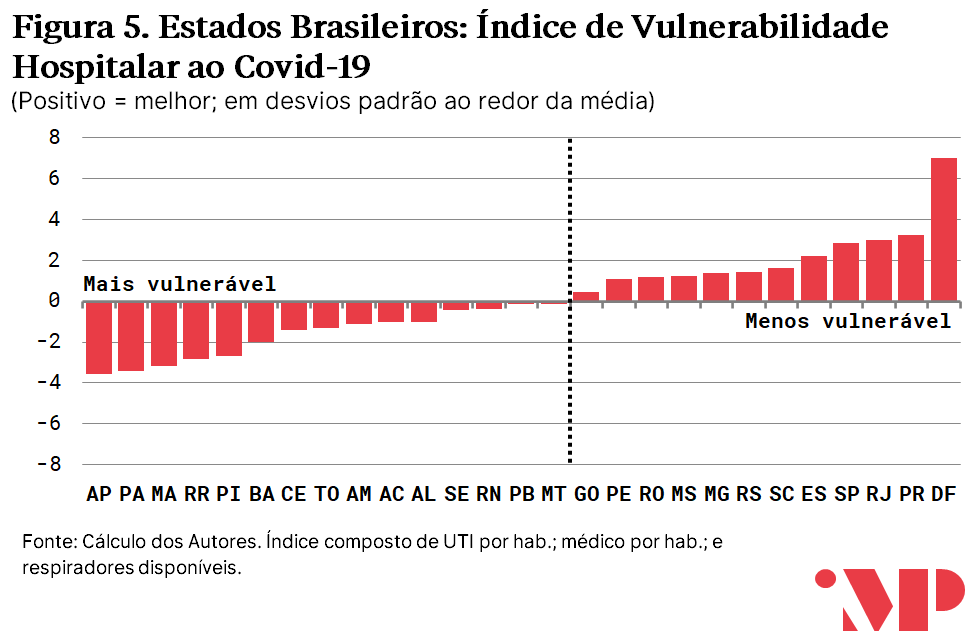 Figura 5. Estados Brasileiros: Índice de Vulnerabilidade
Hospitalar ao Covid-19
(Positivo = melhor; em desvios padrão ao redor da média)
8
6
4
2
Mais vulnerável
0
Menos vulnerável
-2
-4
-6
-8
AP PA MA RR PI BA CE TO AM AC AL SE RN PB MT GO PE RO MS MG RS SC ES SP RJ PR DF
Fonte: Cálculo dos Autores. Índice composto de UTI por hab.; médico por hab.; e
respiradores disponíveis.
iMP